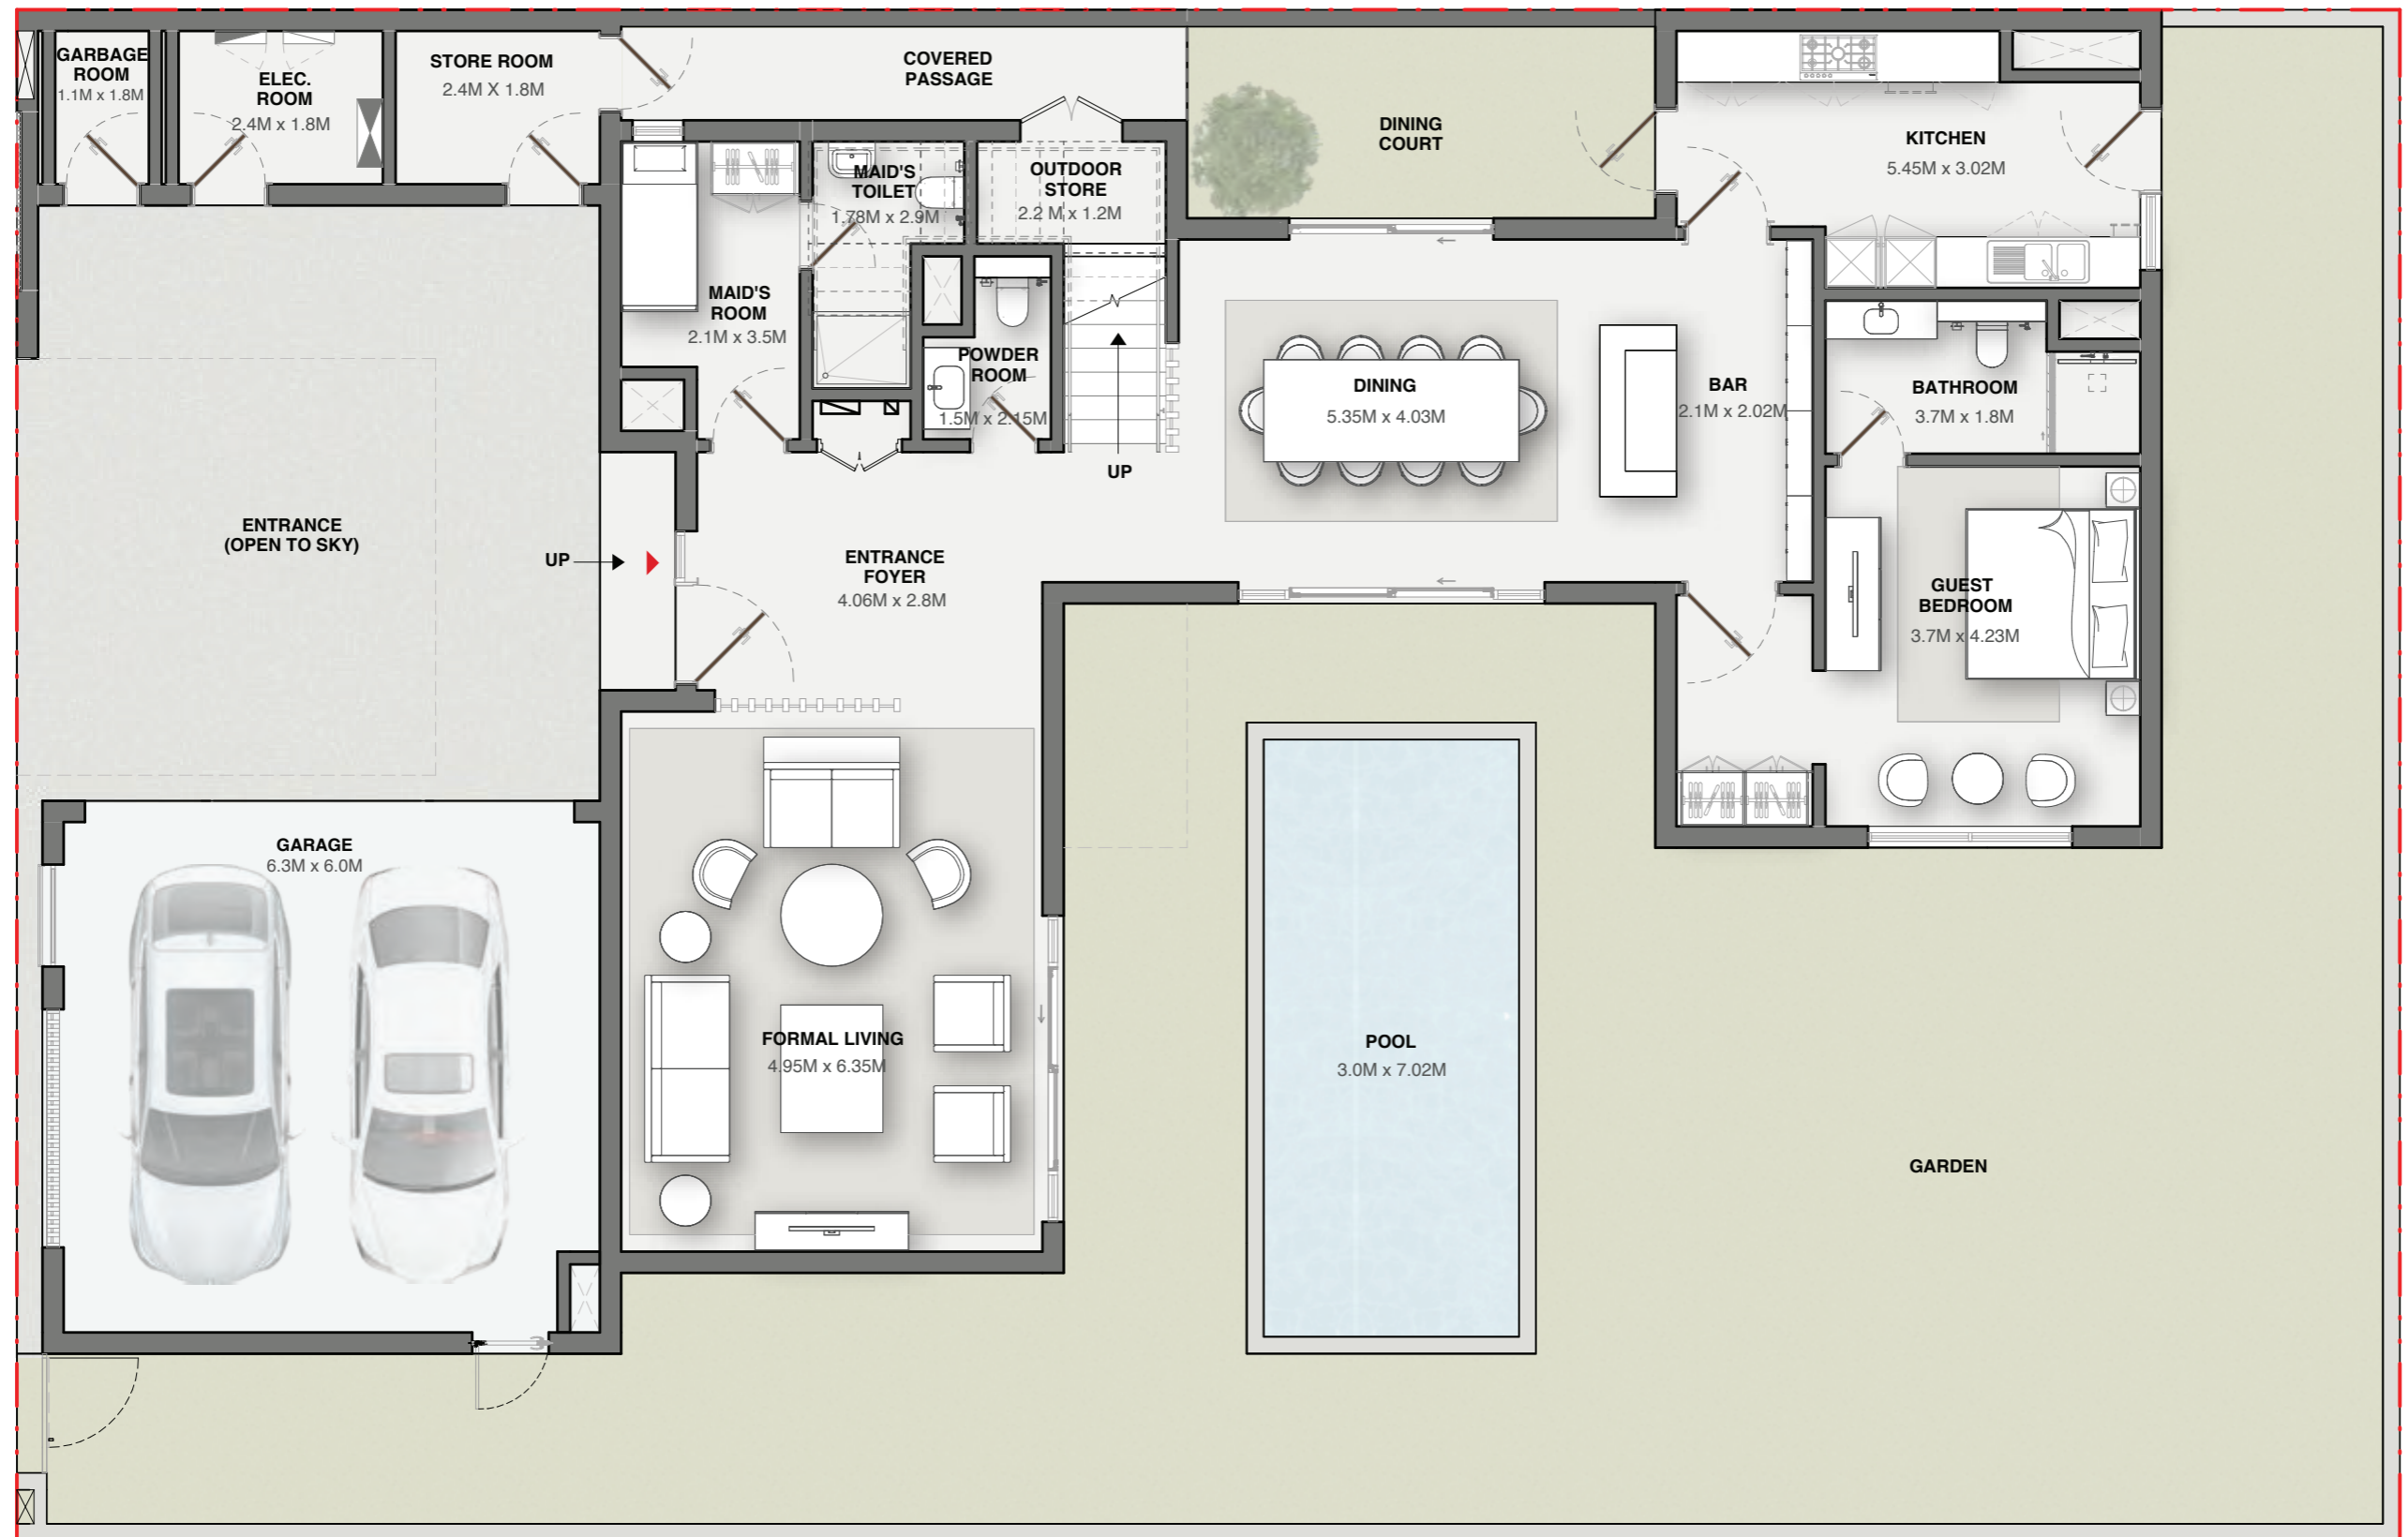 GARBAGE
ROOM
1.1M x 1.8M
ELEC.
ROOM
2.4M x 1.8M
STORE ROOM
2.4M X 1.8M
COVERED
PASSAGE
DINING
COURT
KITCHEN
5.45M x 3.02M
MAID'S
TOILET
1.78M x 2.9M
OUTDOOR
STORE
2.2 M x 1.2M
MAID'S
ROOM
2.1M x 3.5M
POWDER
ROOM
1.5M x 2.15M
UP
DINING
5.35M x 4.03M
BAR
2.1M x 2.02M
BATHROOM
3.7M x 1.8M
ENTRANCE
(OPEN TO SKY)
UP
ENTRANCE
FOYER
4.06M x 2.8M
GUEST
BEDROOM
3.7M x 4.23M
GARAGE
6.3M x 6.0M
FORMAL LIVING
4.95M x 6.35M
POOL
3.0M x 7.02M
GARDEN
3